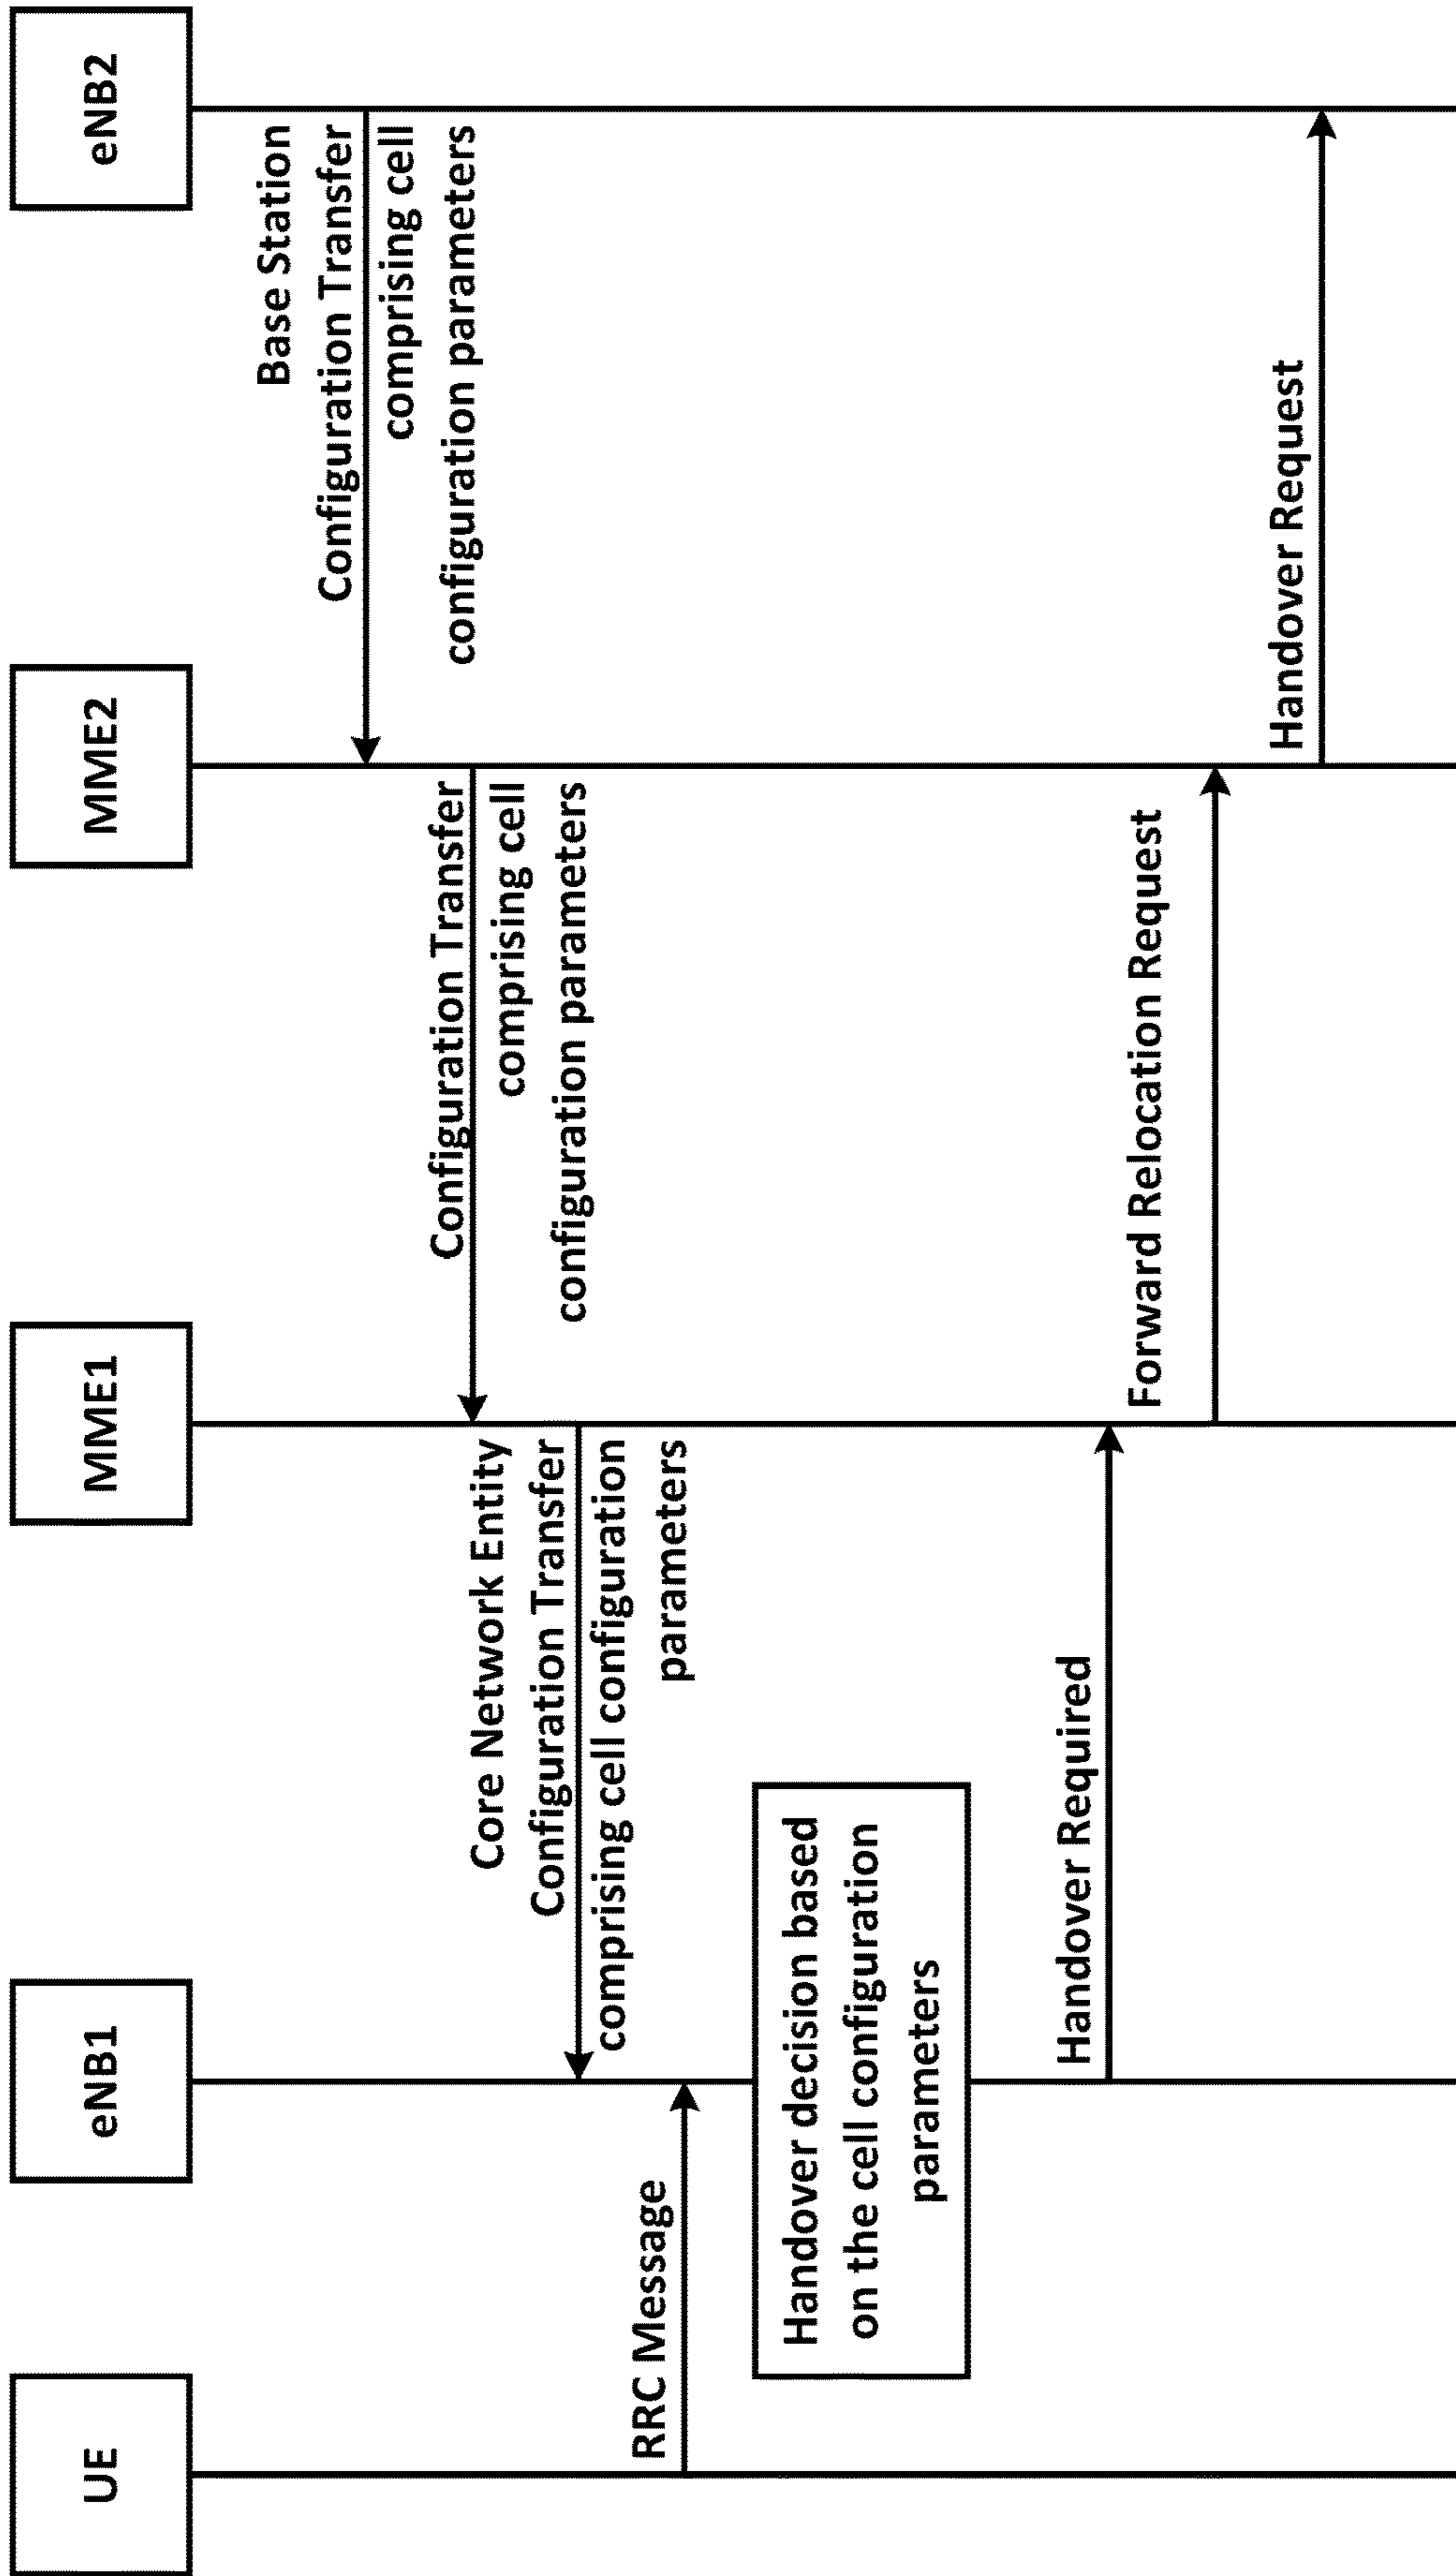 UE
eNB1
MME1
MME2
eNB2
Base Station
Configuration Transfer
comprising cell
configuration parameters
Configuration Transfer
comprising cell
configuration parameters
Core Network Entity
Configuration Transfer
comprising cell configuration
parameters
RRC Message
Handover decision based
on the cell configuration
parameters
Handover Required
Forward Relocation Request
Handover Request